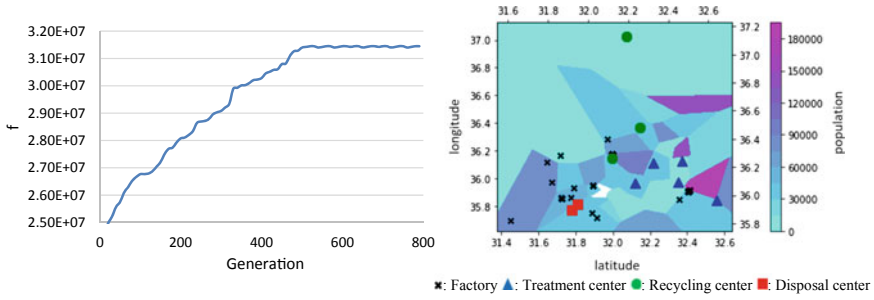 3.20E+07
3.10E+07
3.00E+07
2.90E+07
2.80E+07
2.70E+07
2.60E+07
2.50E+07
f
0 200 400 600 800
Generation
31.6 31.8 32.0 32.2 32.4 32.6
37.0
36.8
36.6
36.4
36.2
36.0
35.8
longtitude
37.2
37.0
36.8
36.6
36.4
36.2
36.0
35.8
31.4 31.6 31.8 32.0 32.2 32.4 32.6
latitude
180000
150000
120000
90000
60000
30000
0
population
: Factory : Treatment center : Recycling center : Disposal center